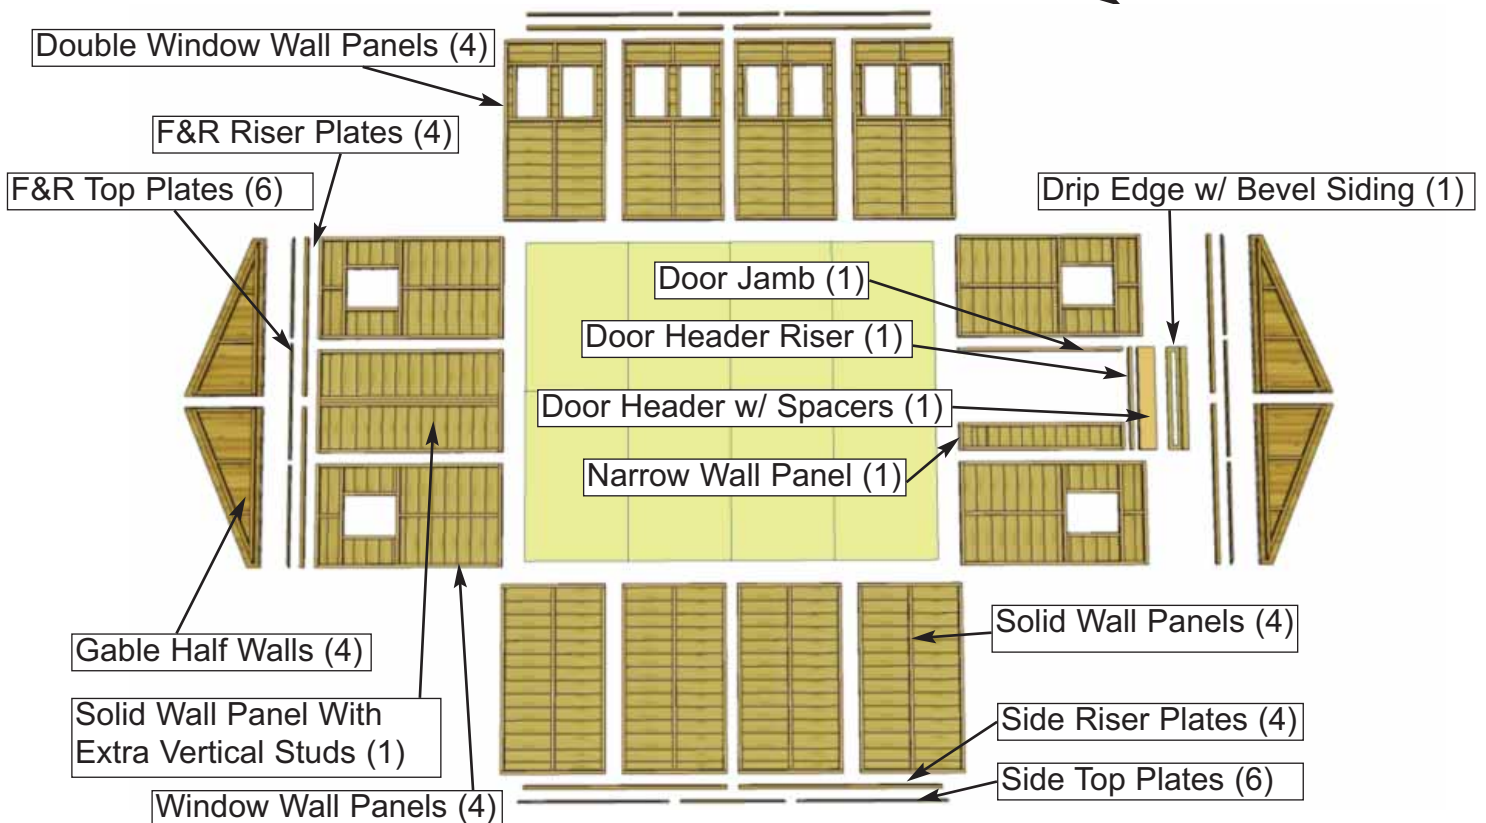 Double Window Wall Panels (4)
F&R Riser Plates (4)
F&R Top Plates (6)
Drip Edge w/ Bevel Siding (1)
Door Jamb (1)
Door Header Riser (1)
Door Header w/ Spacers (1)
Narrow Wall Panel (1)
Gable Half Walls (4)
Solid Wall Panels (4)
Solid Wall Panel With
Extra Vertical Studs (1)
Side Riser Plates (4)
Side Top Plates (6)
Window Wall Panels (4)